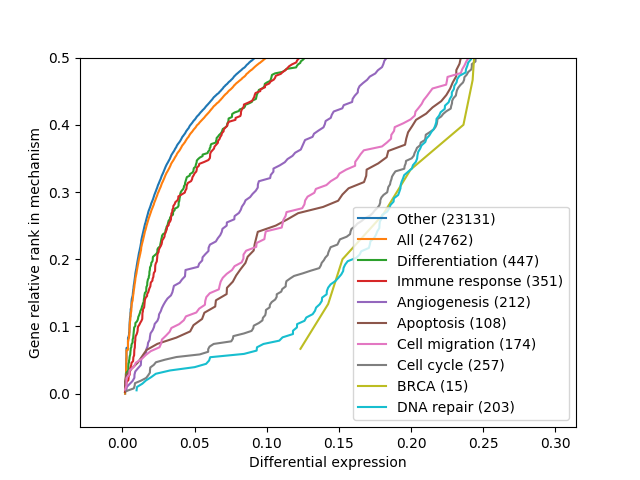 0.5
0.4
0.3
0.2
0.1
0.0
Gene relative rank in mechanism
Other (23131)
All (24762)
Differentiation (447)
Immune response (351)
Angiogenesis (212)
Apoptosis (108)
Cell migration (174)
Cell cycle (257)
BRCA (15)
DNA repair (203)
0.00 0.05 0.10 0.15 0.20 0.25 0.30
Differential expression